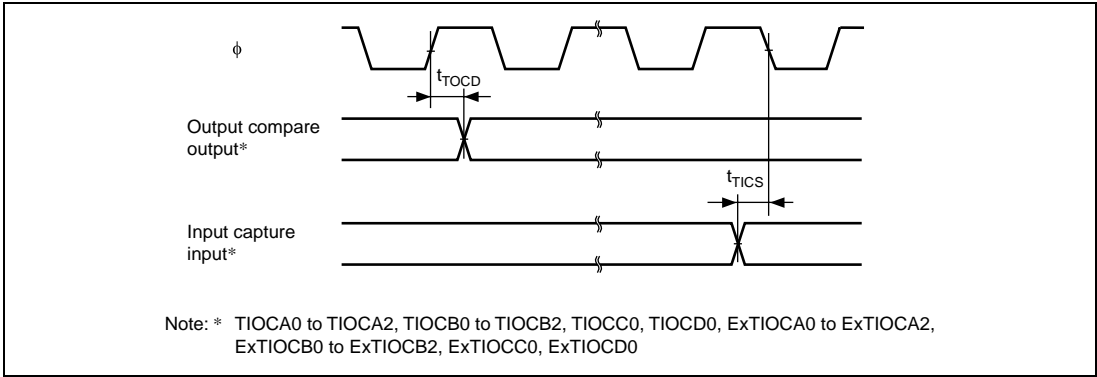 ϕ
tTOCD
Output compare
output*
tTICS
Input capture
input*
Note: * TIOCA0 to TIOCA2, TIOCB0 to TIOCB2, TIOCC0, TIOCD0, ExTIOCA0 to ExTIOCA2,
ExTIOCB0 to ExTIOCB2, ExTIOCC0, ExTIOCD0